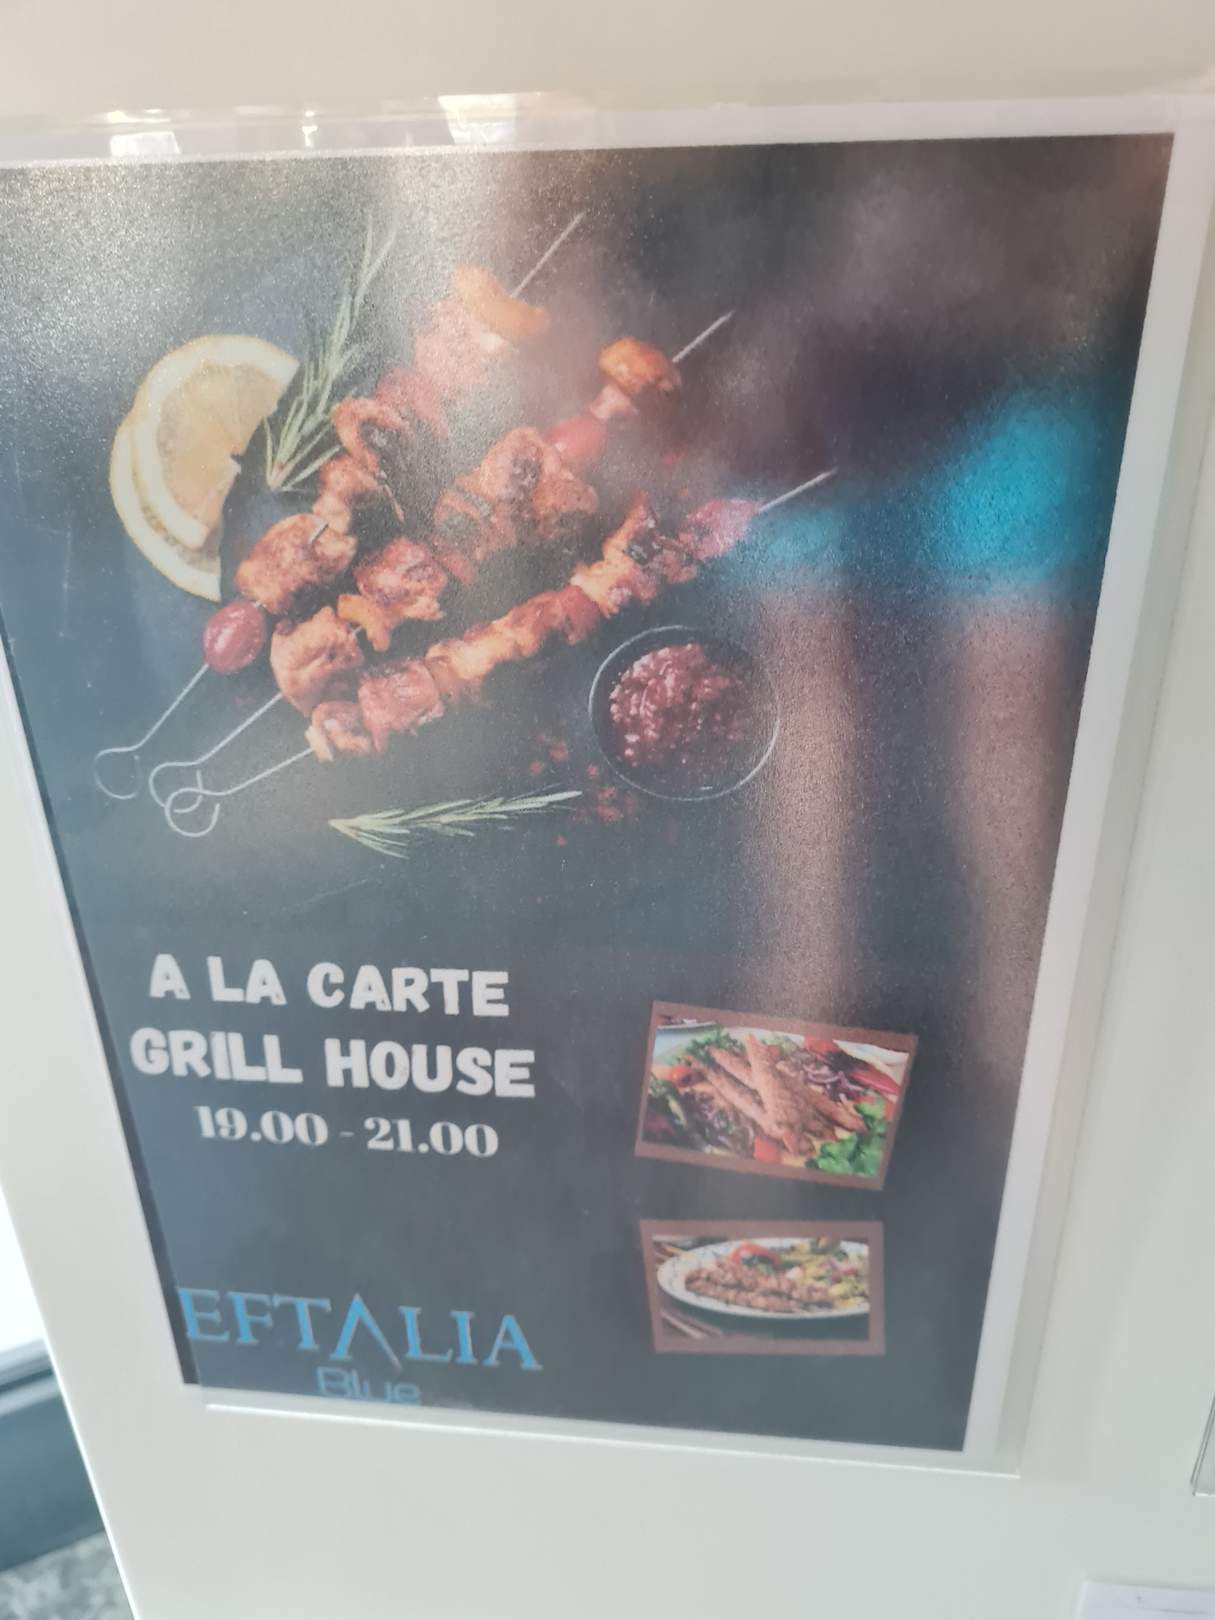 A LA CARTE
GRILL HOUSE
19.00 - 21.00
EFTALIA
Blue